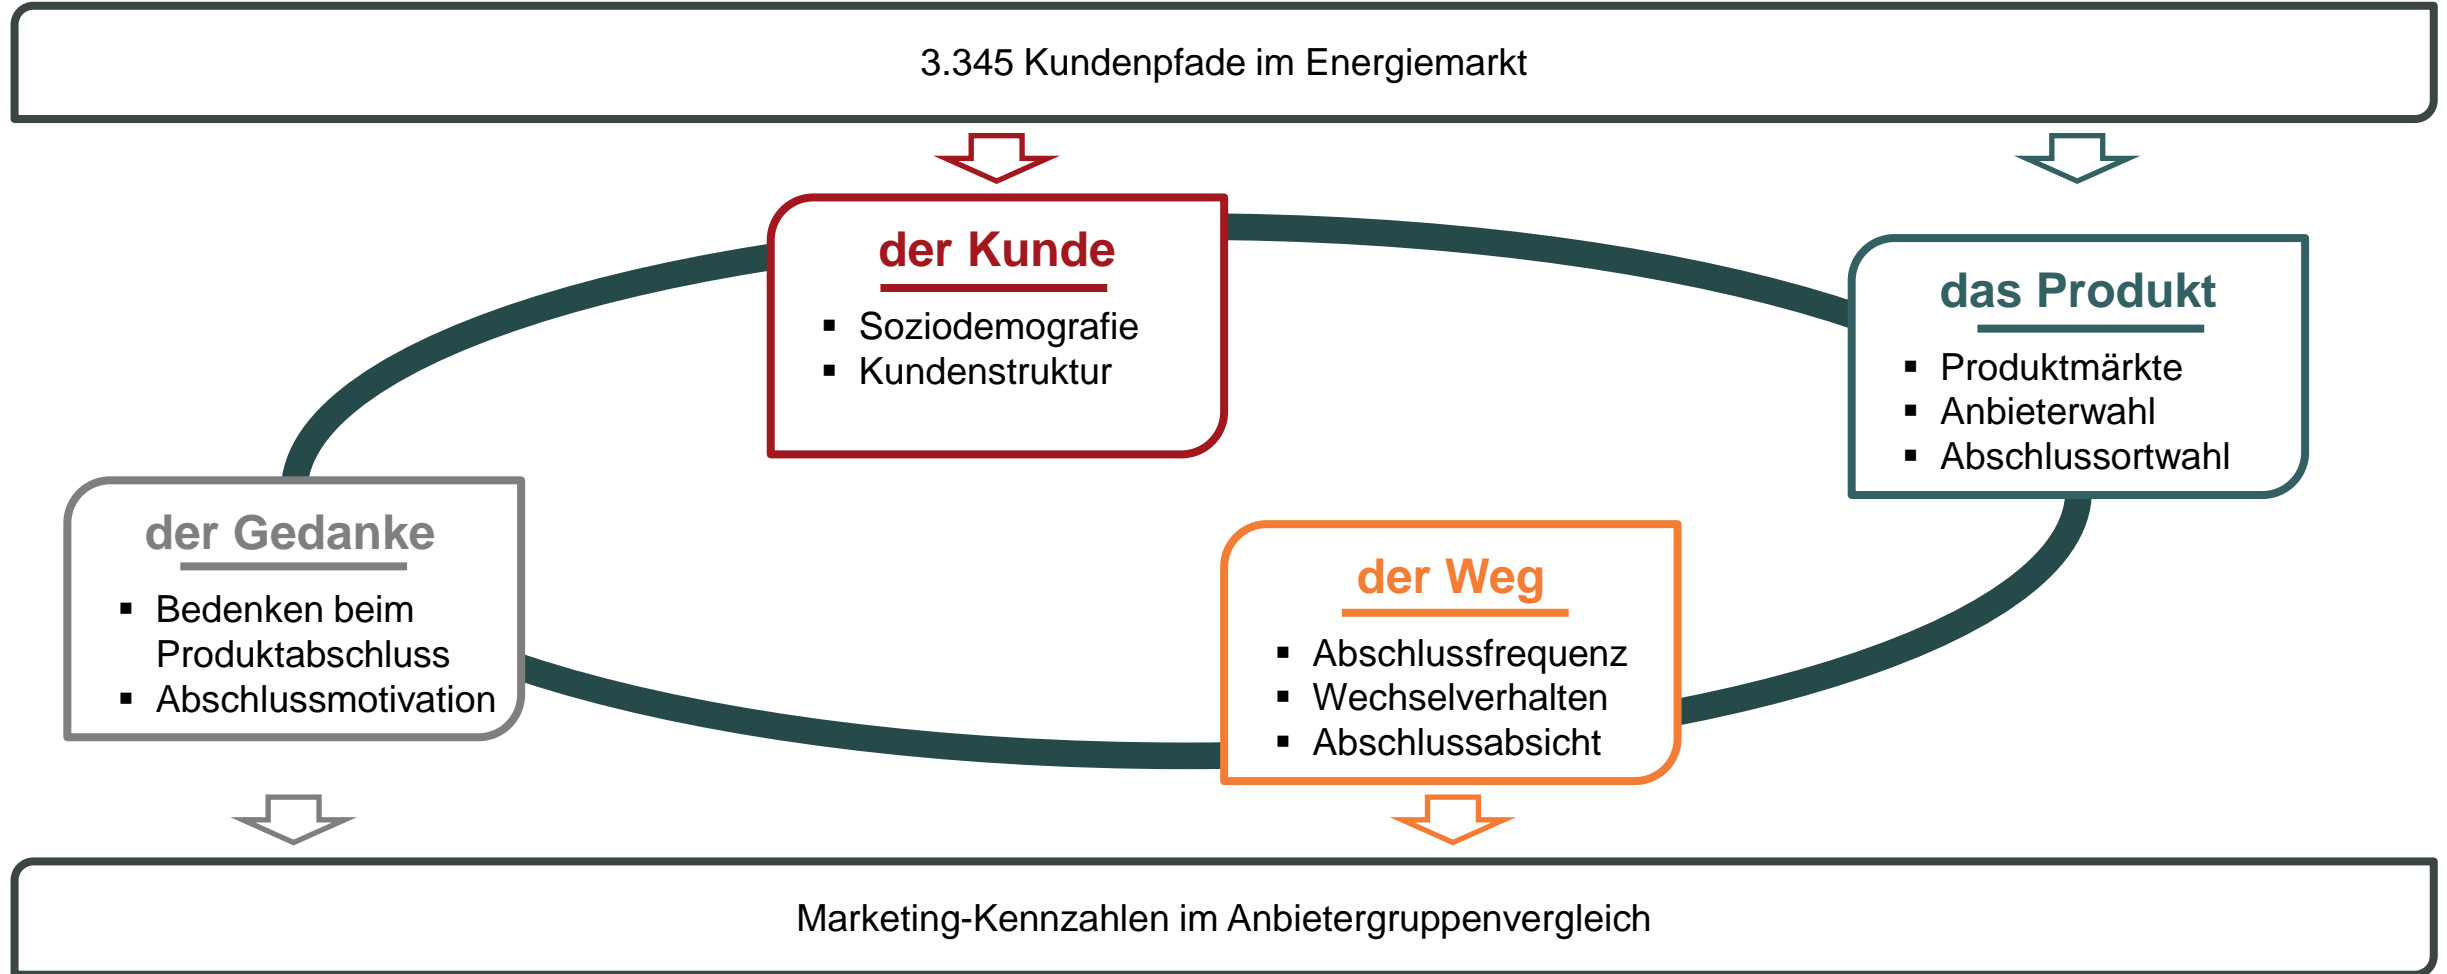 3.345 Kundenpfade im Energiemarkt
der Kunde
▪ Soziodemografie
▪ Kundenstruktur
das Produkt
▪ Produktmärkte
▪ Anbieterwahl
▪ Abschlussortwahl
der Gedanke
▪ Bedenken beim
Produktabschluss
▪ Abschlussmotivation
der Weg
▪ Abschlussfrequenz
▪ Wechselverhalten
▪ Abschlussabsicht
Marketing-Kennzahlen im Anbietergruppenvergleich